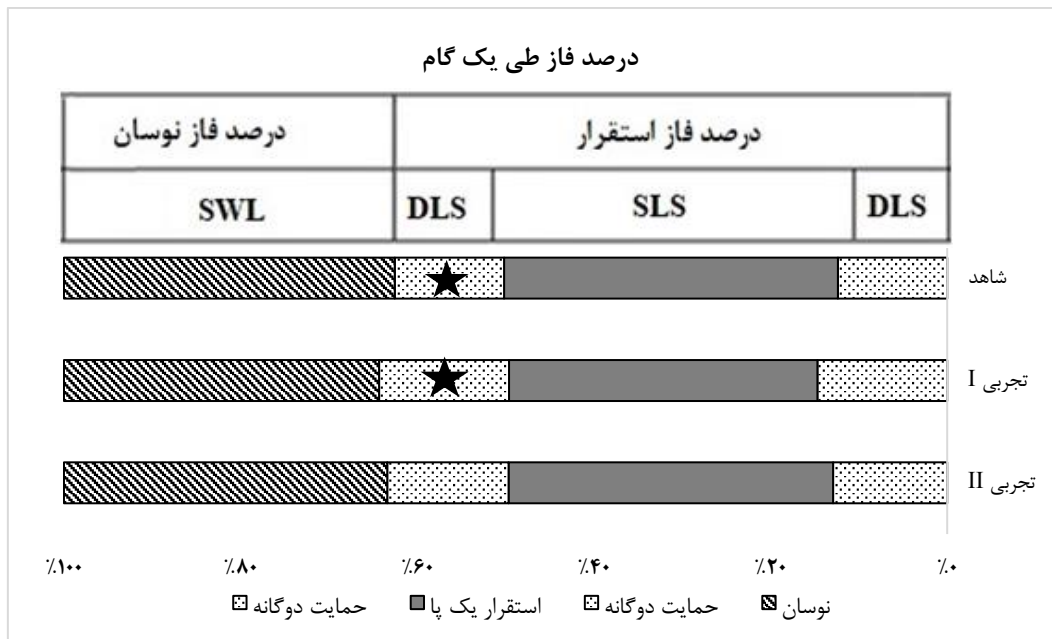 درصد فاز طی یک گام
درصد فاز استقرار درصد فاز نوسان
DLS SLS DLS SWL
شاهد
تجربی I
تجربی II
٪۰ ٪۲۰ ٪۴۰ ٪۶۰ ٪۸۰ ٪۱۰۰
نوسان حمایت دوگانه استقرار یک پا حمایت دوگانه